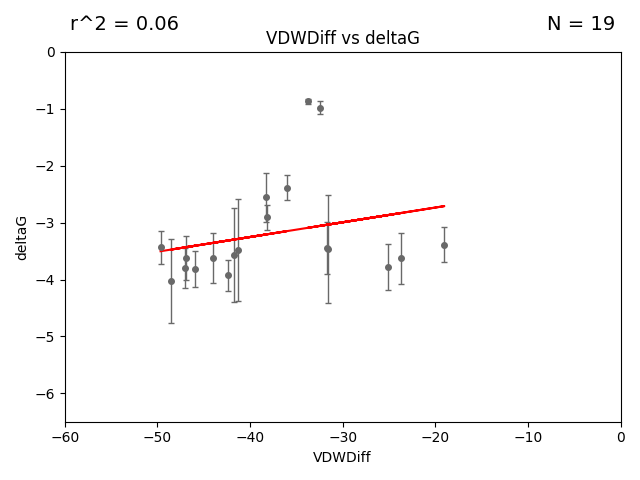 r^2 = 0.06
N = 19
VDWDiff vs deltaG
0
−1
−2
−3
−4
−5
−6
deltaG
−60 −50 −40 −30 −20 −10 0
VDWDiff